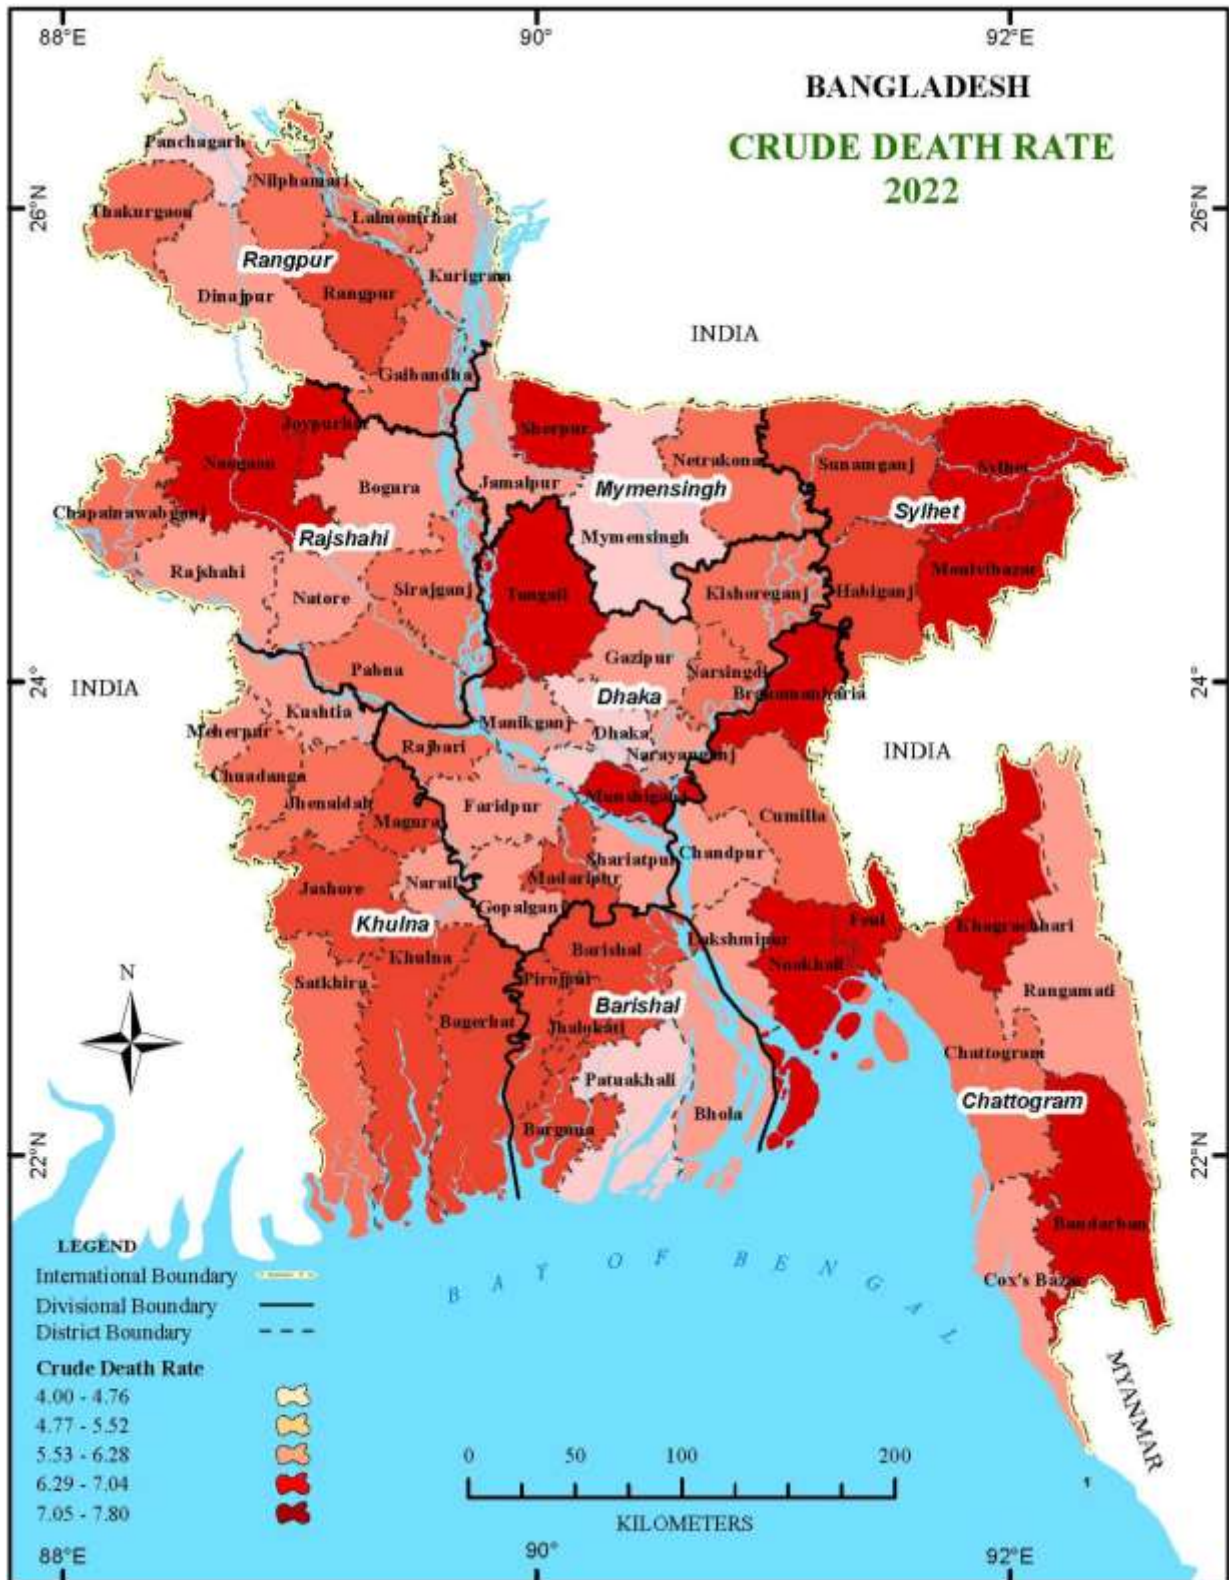 88°E
90°
92°E
BANGLADESH
CRUDE DEATH RATE
2022
26°N
26°N
Panchagarh
Nilphamari
Thakurgaon
Lalmonirhat
Rangpur
Kurigram
Dinajpur
Rangpur
INDIA
Gaibandha
Joypurhat
Sherpur
Naogaon
Netrakona
Sunamganj
Sylhet
Bogura
Jamalpur
Mymensingh
Chapainawabganj
Sylhet
Rajshahi
Mymensingh
Rajshahi
Moulvibazar
Natore
Sirajganj
Tangail
Kishoreganj
Habiganj
Gazipur
Pabna
Narsingdi
24°
INDIA
Dhaka
Brahmanbaria
24°
Kushtia
Manikganj
Meherpur
Dhaka
Rajbari
Narayanganj
INDIA
Chuadanga
Jhenaidah
Munshiganj
Faridpur
Magura
Cumilla
Shariatpur
Chandpur
Jashore
Narail
Madaripur
Gopalganj
Khulna
Feni
Khagrachhari
Lakshmipur
Barishal
Khulna
Noakhali
Satkhira
Pirojpur
Rangamati
N
Barishal
Bagerhat
Jhalokati
Chattogram
Patuakhali
Chattogram
Bhola
Barguna
22°N
22°N
Bandarban
LEGEND
International Boundary
Cox's Bazar
BAY OF BENGAL
Divisional Boundary
District Boundary
Crude Death Rate
MYANMAR
4.00 - 4.76
4.77 - 5.52
5.53 - 6.28
0 50 100 200
6.29 - 7.04
7.05 - 7.80
KILOMETERS
88°E
90°
92°E